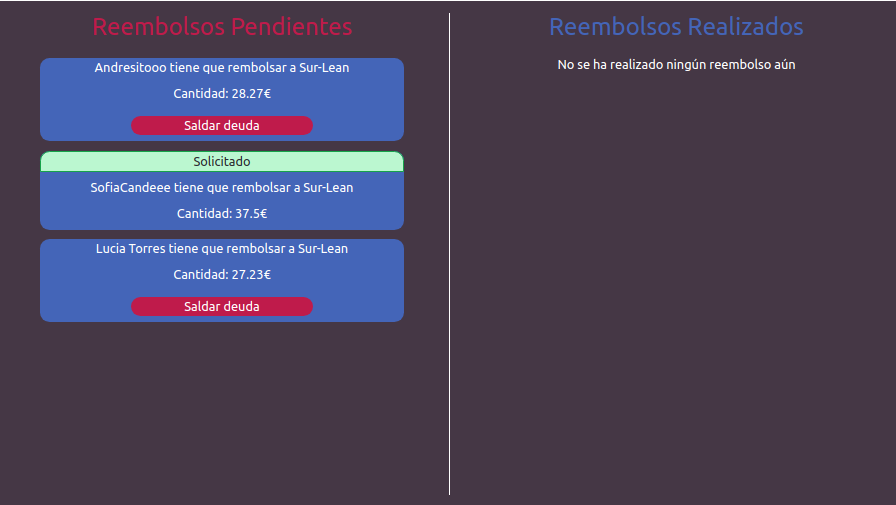 Reembolsos Pendientes
Andresitooo tiene que rembolsar a Sur-Lean
Cantidad: 28.27€
Saldar deuda
Solicitado
SofiaCandeee tiene que rembolsar a Sur-Lean
Cantidad: 37.5€
Lucia Torres tiene que rembolsar a Sur-Lean
Cantidad: 27.23€
Saldar deuda
Reembolsos Realizados
No se ha realizado ningún reembolso aún